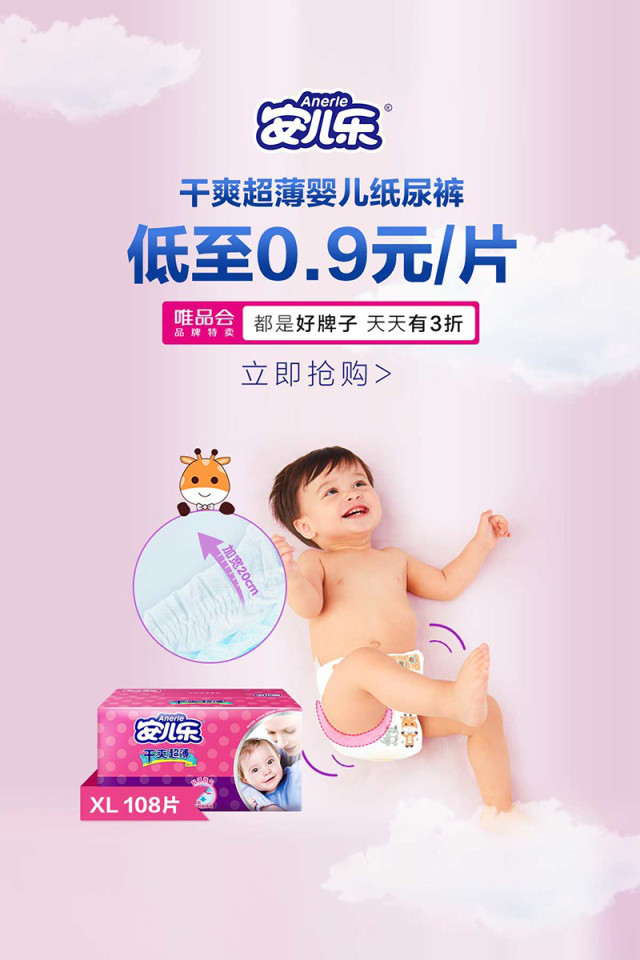 Anerle
安儿乐®
干爽超薄婴儿纸尿裤
低至0.9元/片
唯品会
品牌特卖
都是好牌子 天天有3折
立即抢购>
加宽20cm
Anerle
安儿乐
干爽超薄
XL 108片